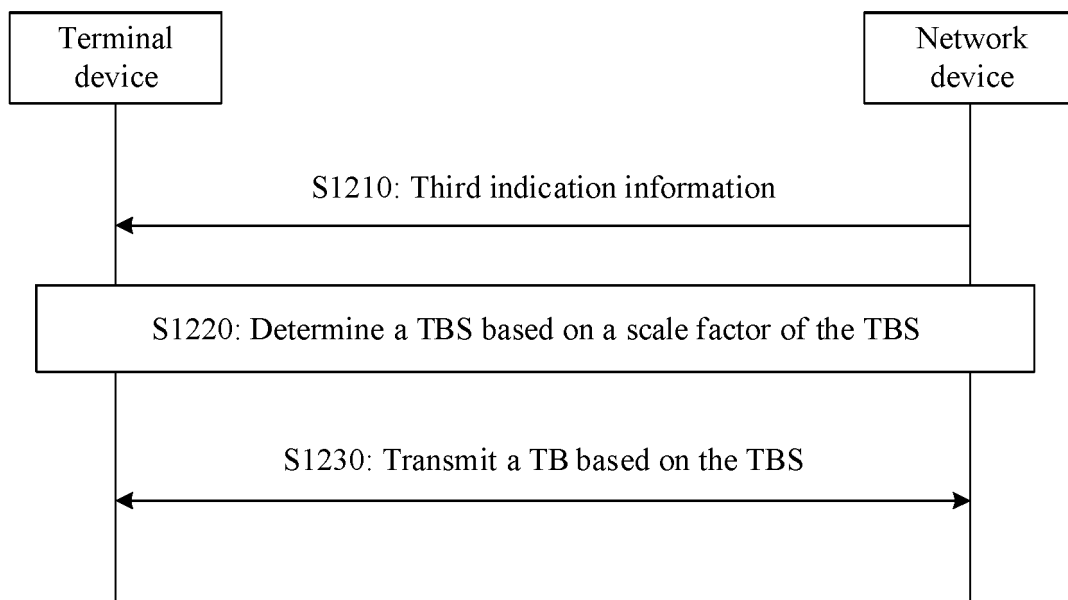 Terminal
device
Network
device
S1210: Third indication information
S1220: Determine a TBS based on a scale factor of the TBS
S1230: Transmit a TB based on the TBS